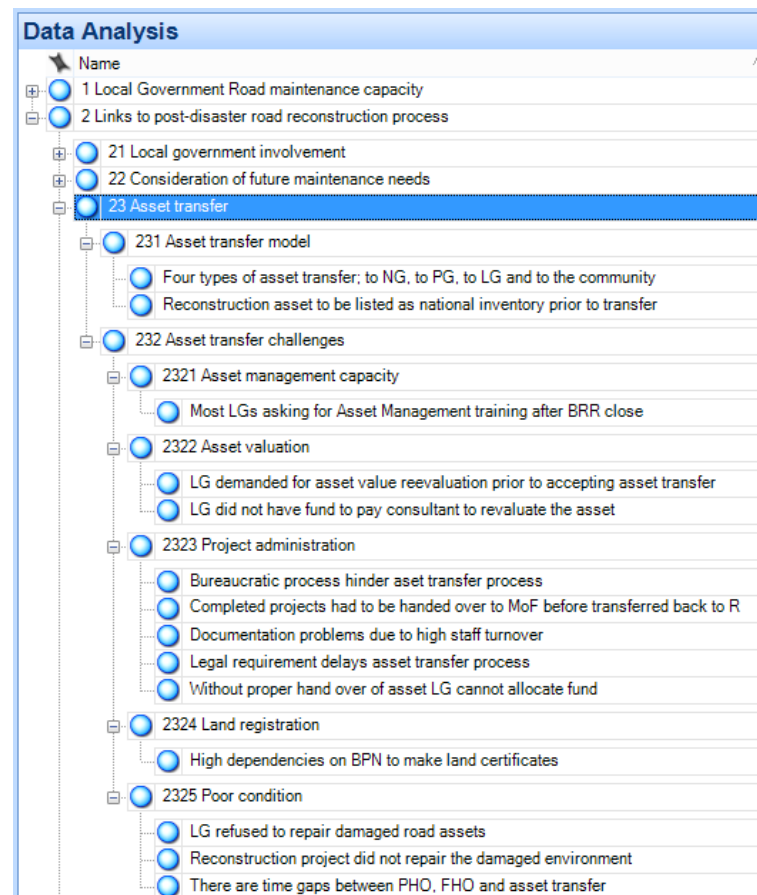 Data Analysis
Name
1 Local Government Road maintenance capacity
2 Links to post-disaster road reconstruction process
21 Local government involvement
22 Consideration of future maintenance needs
23 Asset transfer
231 Asset transfer model
Four types of asset transfer; to NG, to PG, to LG and to the community
Reconstruction asset to be listed as national inventory prior to transfer
232 Asset transfer challenges
2321 Asset management capacity
Most LGs asking for Asset Management training after BRR close
2322 Asset valuation
LG demanded for asset value reevaluation prior to accepting asset transfer
LG did not have fund to pay consultant to revaluate the asset
2323 Project administration
Bureaucratic process hinder aset transfer process
Completed projects had to be handed over to MoF before transferred back to R
Documentation problems due to high staff turnover
Legal requirement delays asset transfer process
Without proper hand over of asset LG cannot allocate fund
2324 Land registration
High dependencies on BPN to make land certificates
2325 Poor condition
LG refused to repair damaged road assets
Reconstruction project did not repair the damaged environment
There are time gaps between PHO, FHO and asset transfer